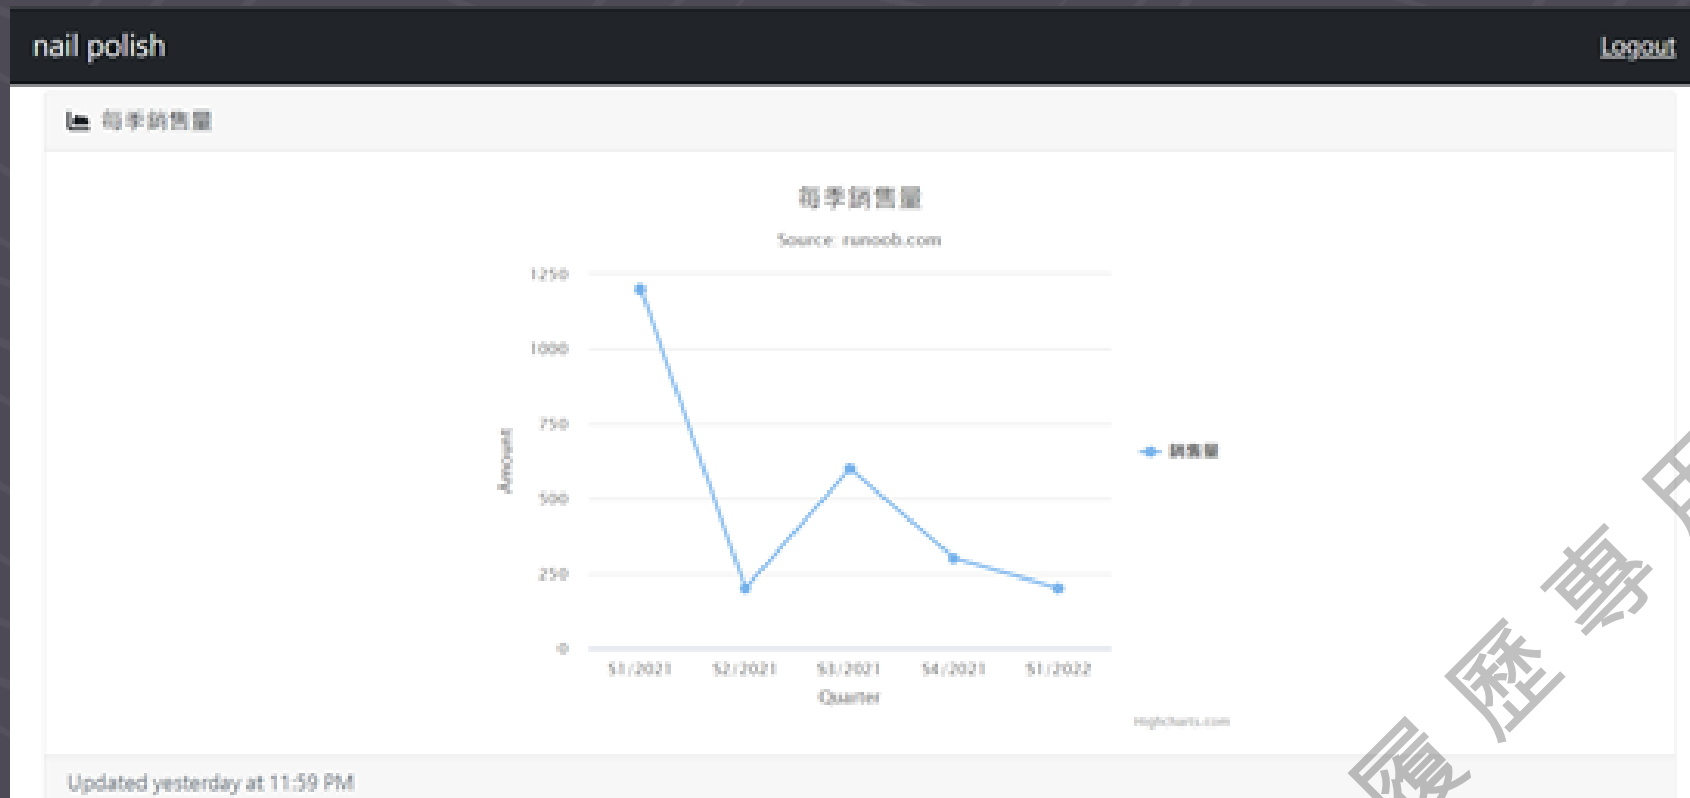 nail polish
Logout
每季銷售量
每季銷售量
Source: runoob.com
1250
1000
750
500
250
0
Amount
銷售量
S1/2021 S2/2021 S3/2021 S4/2021 S1/2022
Quarter
Highcharts.com
Updated yesterday at 11:59 PM
履歷專用